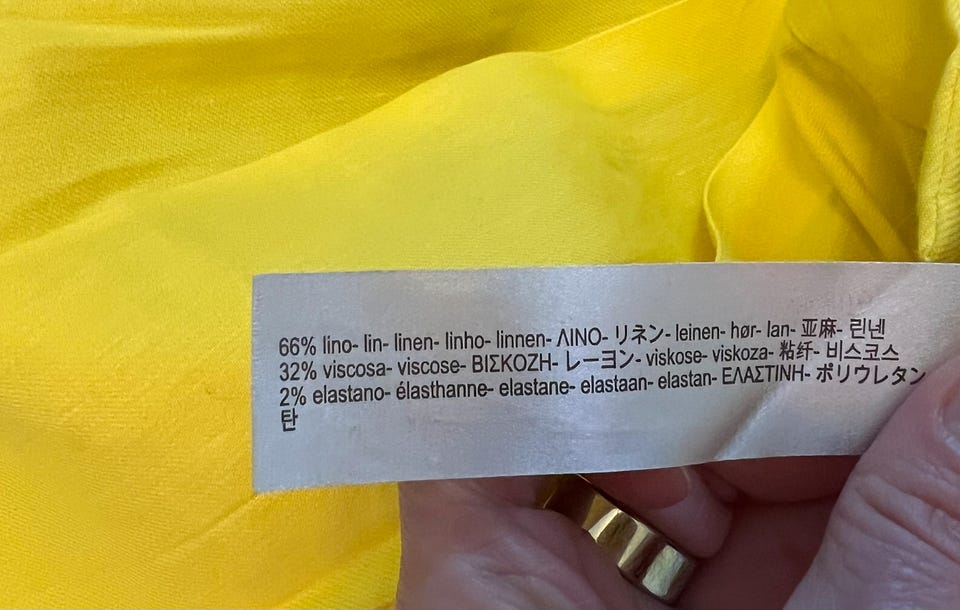 66% lino- lin- linen- linho- linnen- ΛΙΝΟ- リネン- leinen- hør- lan- 亚麻- 린넨
32% viscosa- viscose- ΒΙΣΚΟΖΗ- レーヨン- viskose- viskoza- 粘纤- 비스코스
2% elastano- élasthanne- elastane- elastaan- elastan- ΕΛΑΣΤΙΝΗ- ポリウレタン
탄